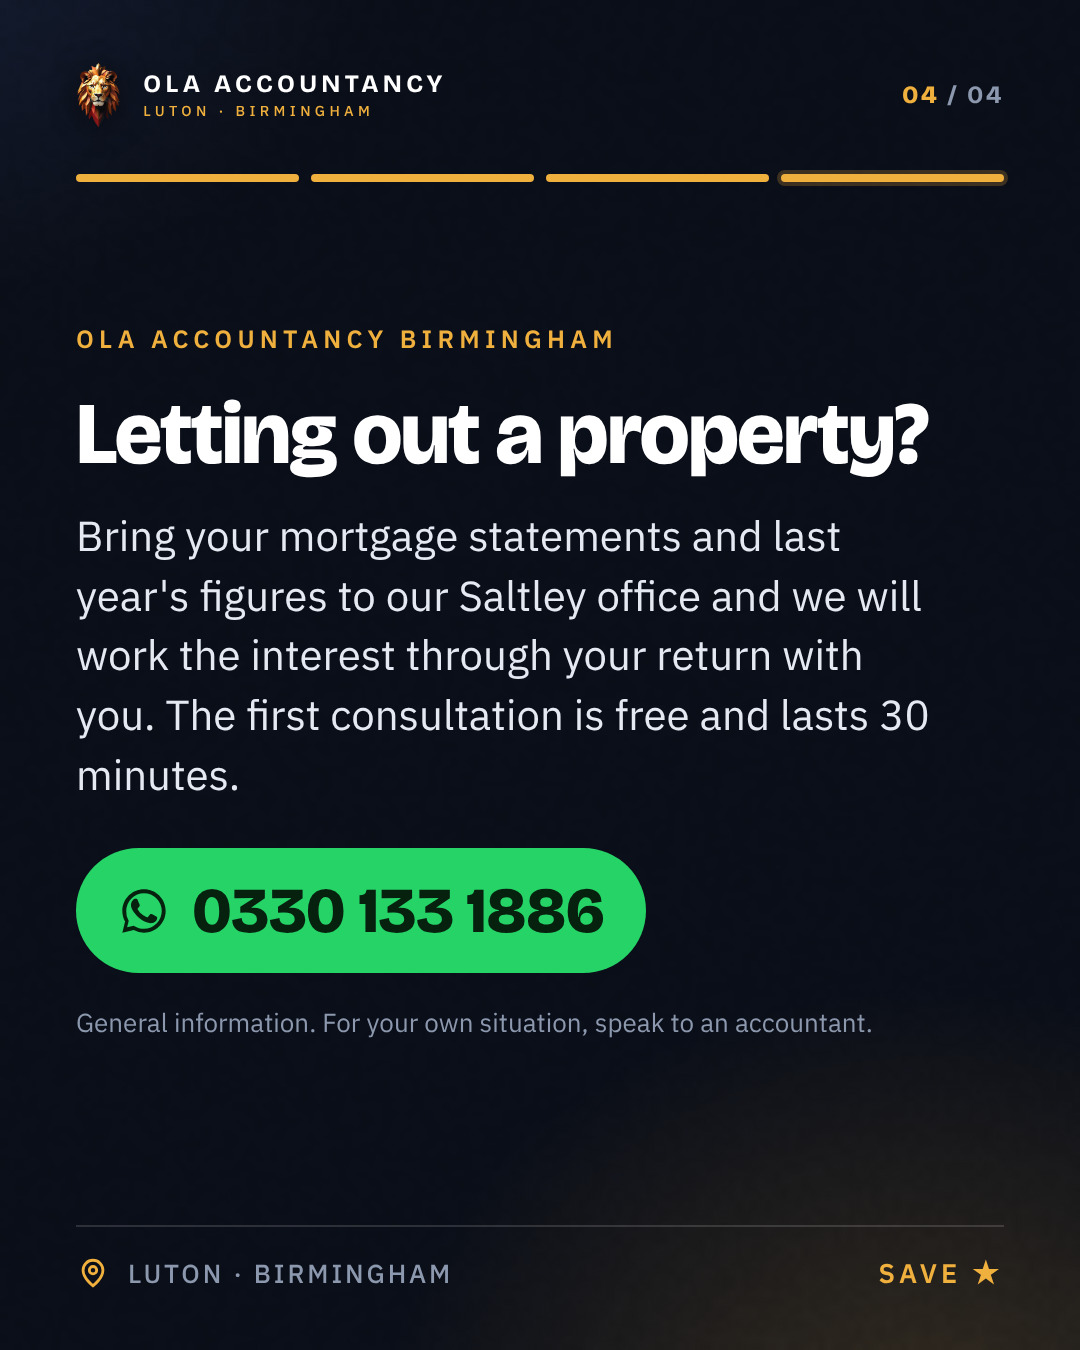 OLA ACCOUNTANCY
LUTON · BIRMINGHAM
04 / 04
OLA ACCOUNTANCY BIRMINGHAM
Letting out a property?
Bring your mortgage statements and last
year's figures to our Saltley office and we will
work the interest through your return with
you. The first consultation is free and lasts 30
minutes.
0330 133 1886
General information. For your own situation, speak to an accountant.
LUTON · BIRMINGHAM
SAVE ★